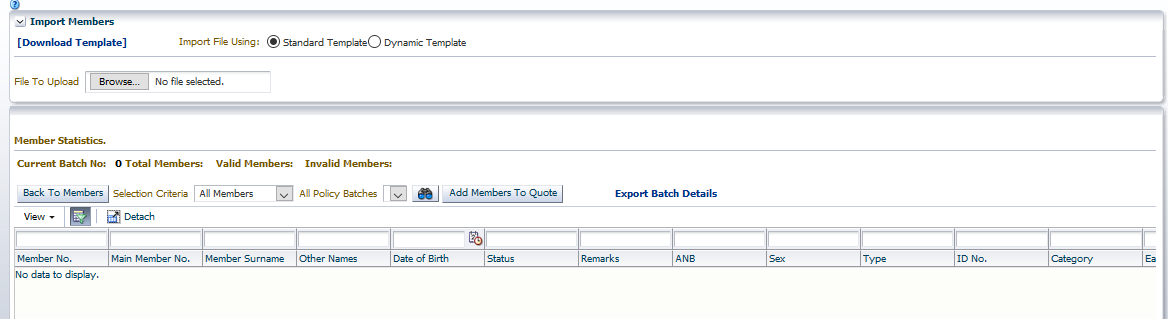 Import Members
[Download Template] Import File Using: Standard Template Dynamic Template
File To Upload Browse... No file selected.
Member Statistics.
Current Batch No: 0 Total Members: Valid Members: Invalid Members:
Back To Members Selection Criteria All Members All Policy Batches Add Members To Quote Export Batch Details
View Detach
Member No. Main Member No. Member Surname Other Names Date of Birth Status Remarks ANB Sex Type ID No. Category Ea
No data to display.